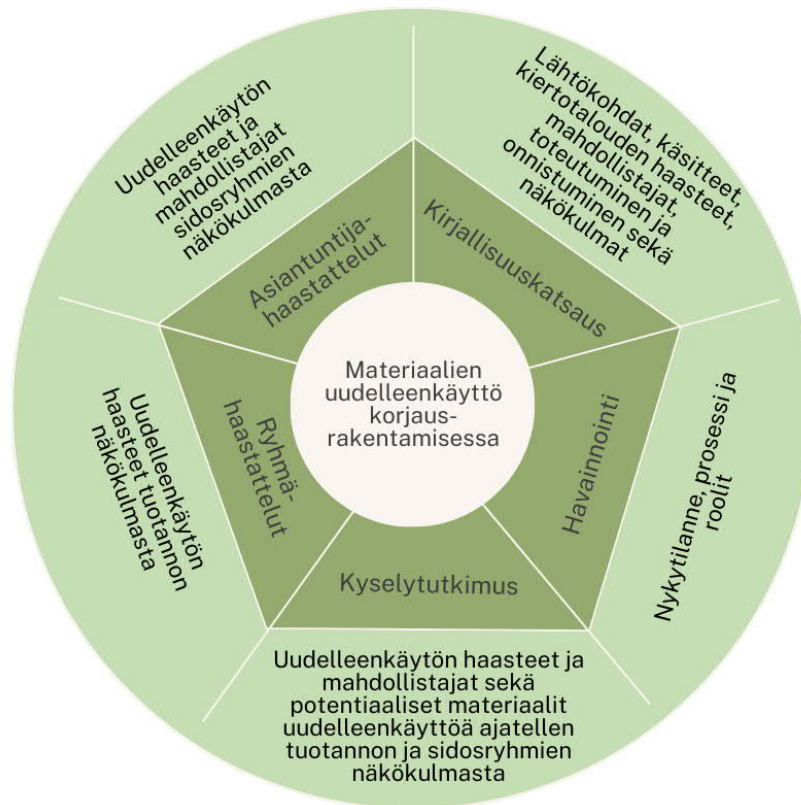 Uudelleenkäytön
haasteet ja
mahdollistajat
sidosryhmien
näkökulmasta
Lähtökohdat, käsitteet,
kiertotalouden haasteet,
mahdollistajat,
toteutuminen ja
onnistuminen sekä
näkökulmat
Asiantuntija-
haastattelut
Kirjallisuuskatsaus
Materiaalien
uudelleenkäyttö
korjaus-
rakentamisessa
Ryhmä-
haastattelut
Havainnointi
Uudelleenkäytön
haasteet tuotannon
näkökulmasta
Nykytilanne, prosessi ja
roolit
Kyselytutkimus
Uudelleenkäytön haasteet ja
mahdollistajat sekä
potentiaaliset materiaalit
uudelleenkäyttöä ajatellen
tuotannon ja sidosryhmien
näkökulmasta